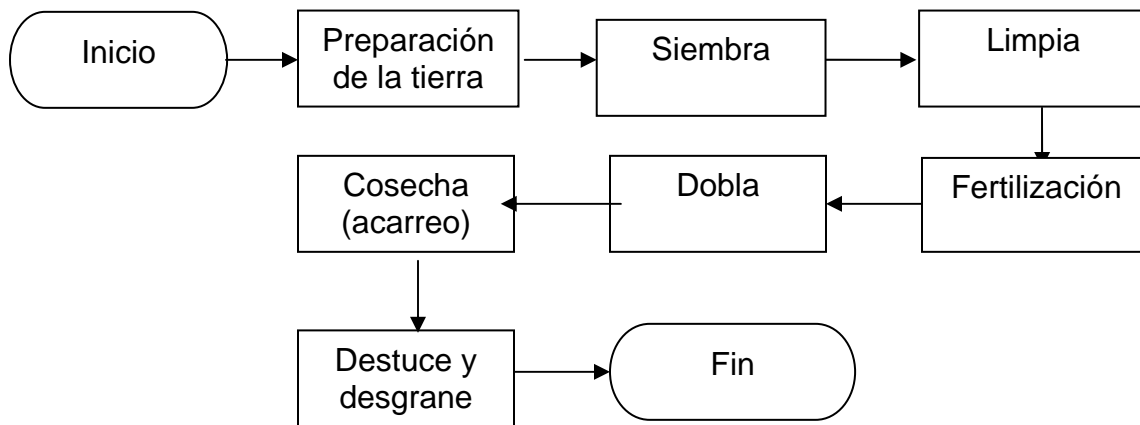 Inicio
Preparación
de la tierra
Siembra
Limpia
Fertilización
Dobla
Cosecha
(acarreo)
Destuce y
desgrane
Fin